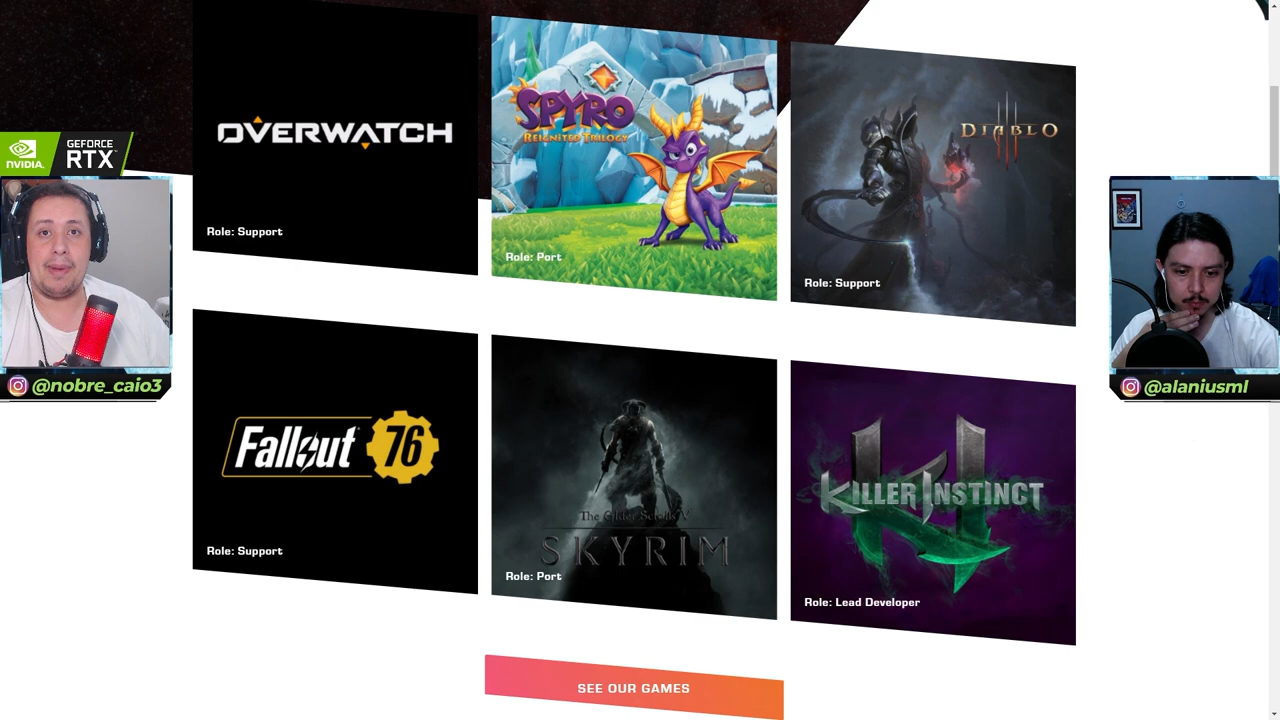 OVERWATCH
Role: Support
SPYRO
REIGNITED TRILOGY
Role: Port
DIABLO
Role: Support
NVIDIA.
GEFORCE
RTX
@nobre_caio3
@alaniusml
Fallout 76
Role: Support
The Elder Scrolls V
SKYRIM
Role: Port
KILLER INSTINCT
Role: Lead Developer
SEE OUR GAMES